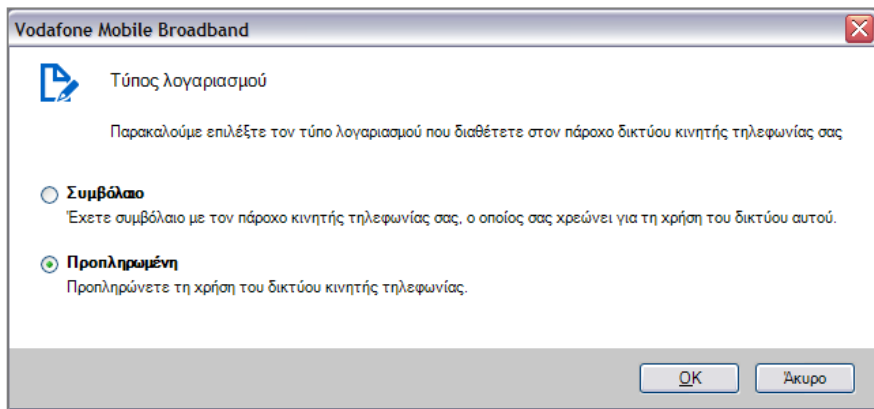 Vodafone Mobile Broadband
Τύπος λογαριασμού
Παρακαλούμε επιλέξτε τον τύπο λογαριασμού που διαθέτετε στον πάροχο δικτύου κινητής τηλεφωνίας σας
Συμβόλαιο
Έχετε συμβόλαιο με τον πάροχο κινητής τηλεφωνίας σας, ο οποίος σας χρεώνει για τη χρήση του δικτύου αυτού.
Προπληρωμένη
Προπληρώνετε τη χρήση του δικτύου κινητής τηλεφωνίας.
OK Άκυρο